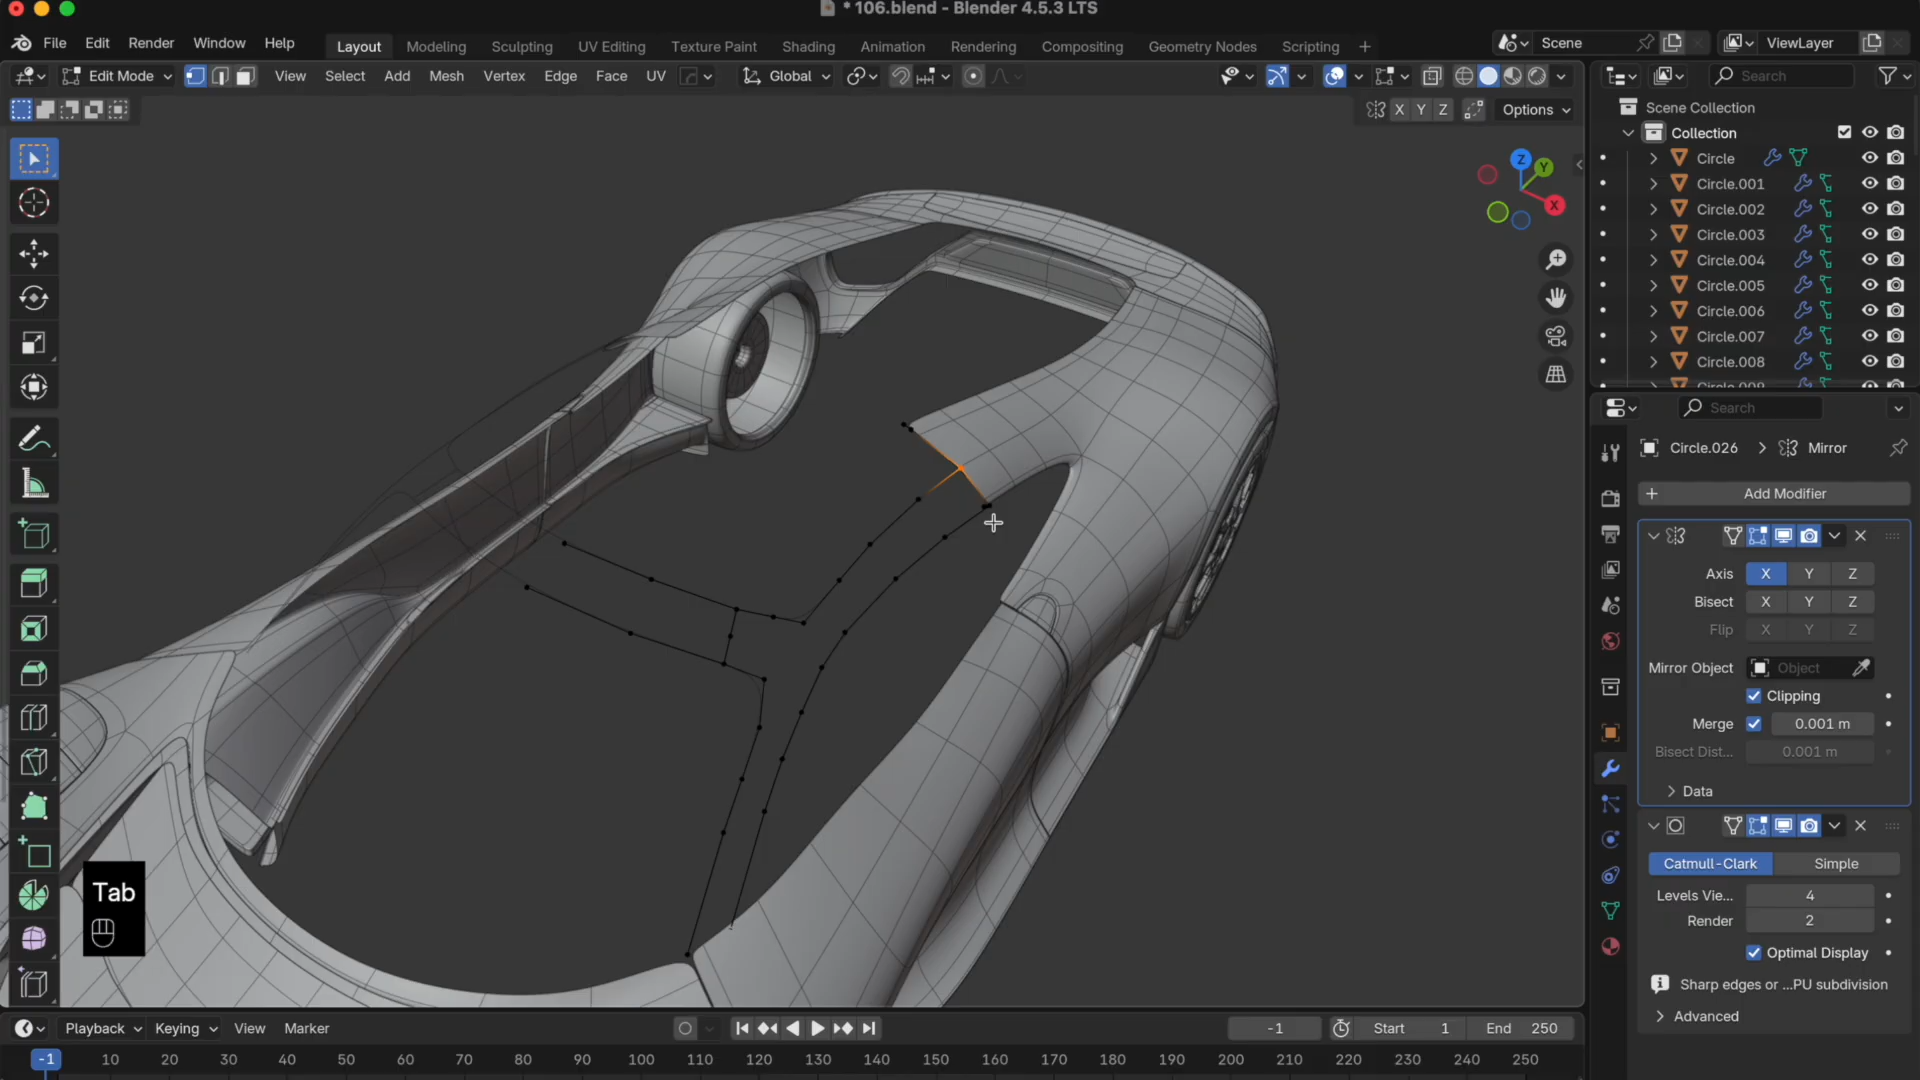 * 106.blend - Blender 4.5.3 LTS
File Edit Render Window Help Layout Modeling Sculpting UV Editing Texture Paint Shading Animation Rendering Compositing Geometry Nodes Scripting + Scene ViewLayer
Edit Mode View Select Add Mesh Vertex Edge Face UV Global Search
X Y Z Options
Scene Collection
Collection
Circle
Circle.001
Circle.002
Circle.003
Circle.004
Circle.005
Circle.006
Circle.007
Circle.008
Circle.009
Z Y X
Search
Circle.026 > Mirror
+ Add Modifier
Axis X Y Z
Bisect X Y Z
Flip X Y Z
Mirror Object Object
Clipping
Merge 0.001 m
Bisect Dist... 0.001 m
Data
Catmull-Clark Simple
Levels Vie... 4
Render 2
Optimal Display
Sharp edges or ...PU subdivision
Advanced
Tab
Playback Keying View Marker -1 Start 1 End 250
-1 10 20 30 40 50 60 70 80 90 100 110 120 130 140 150 160 170 180 190 200 210 220 230 240 250